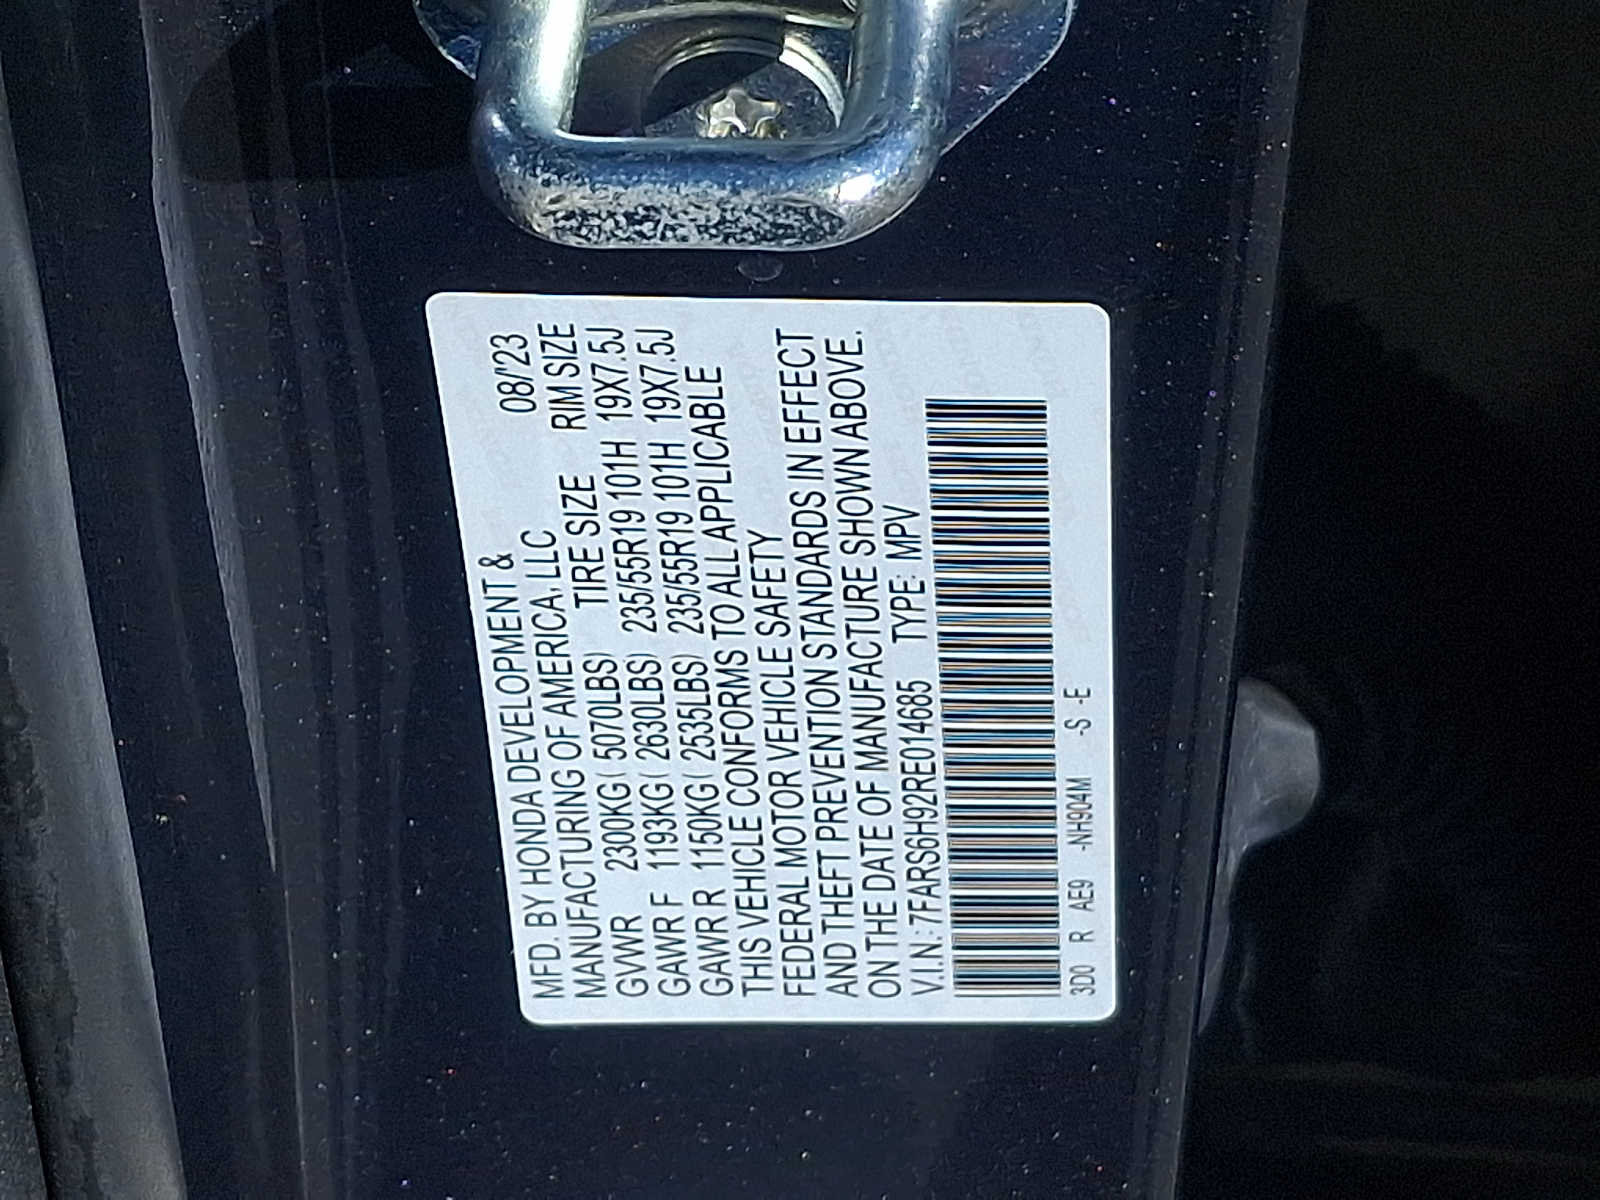 MFD. BY HONDA DEVELOPMENT &
MANUFACTURING OF AMERICA, LLC 08/'23
GVWR 2300KG ( 5070LBS) TIRE SIZE RIM SIZE
GAWR F 1193KG ( 2630LBS) 235/55R19 101H 19X7.5J
GAWR R 1150KG ( 2535LBS) 235/55R19 101H 19X7.5J
THIS VEHICLE CONFORMS TO ALL APPLICABLE
FEDERAL MOTOR VEHICLE SAFETY
AND THEFT PREVENTION STANDARDS IN EFFECT
ON THE DATE OF MANUFACTURE SHOWN ABOVE.
V.I.N.: 7FARS6H92RE014685 TYPE: MPV
3D0 R AE9 -NH904M -S -E